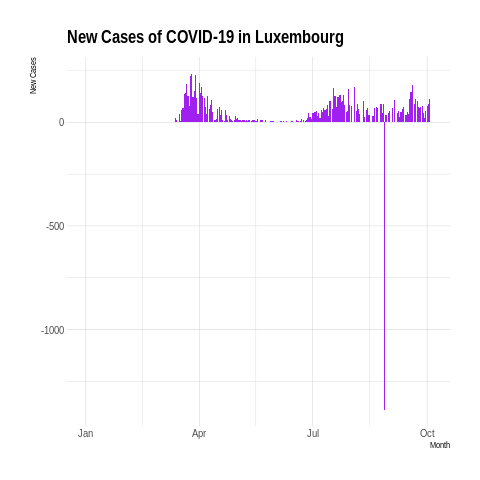 New Cases of COVID-19 in Luxembourg
New Cases
0
-500
-1000
Jan Apr Jul Oct
Month